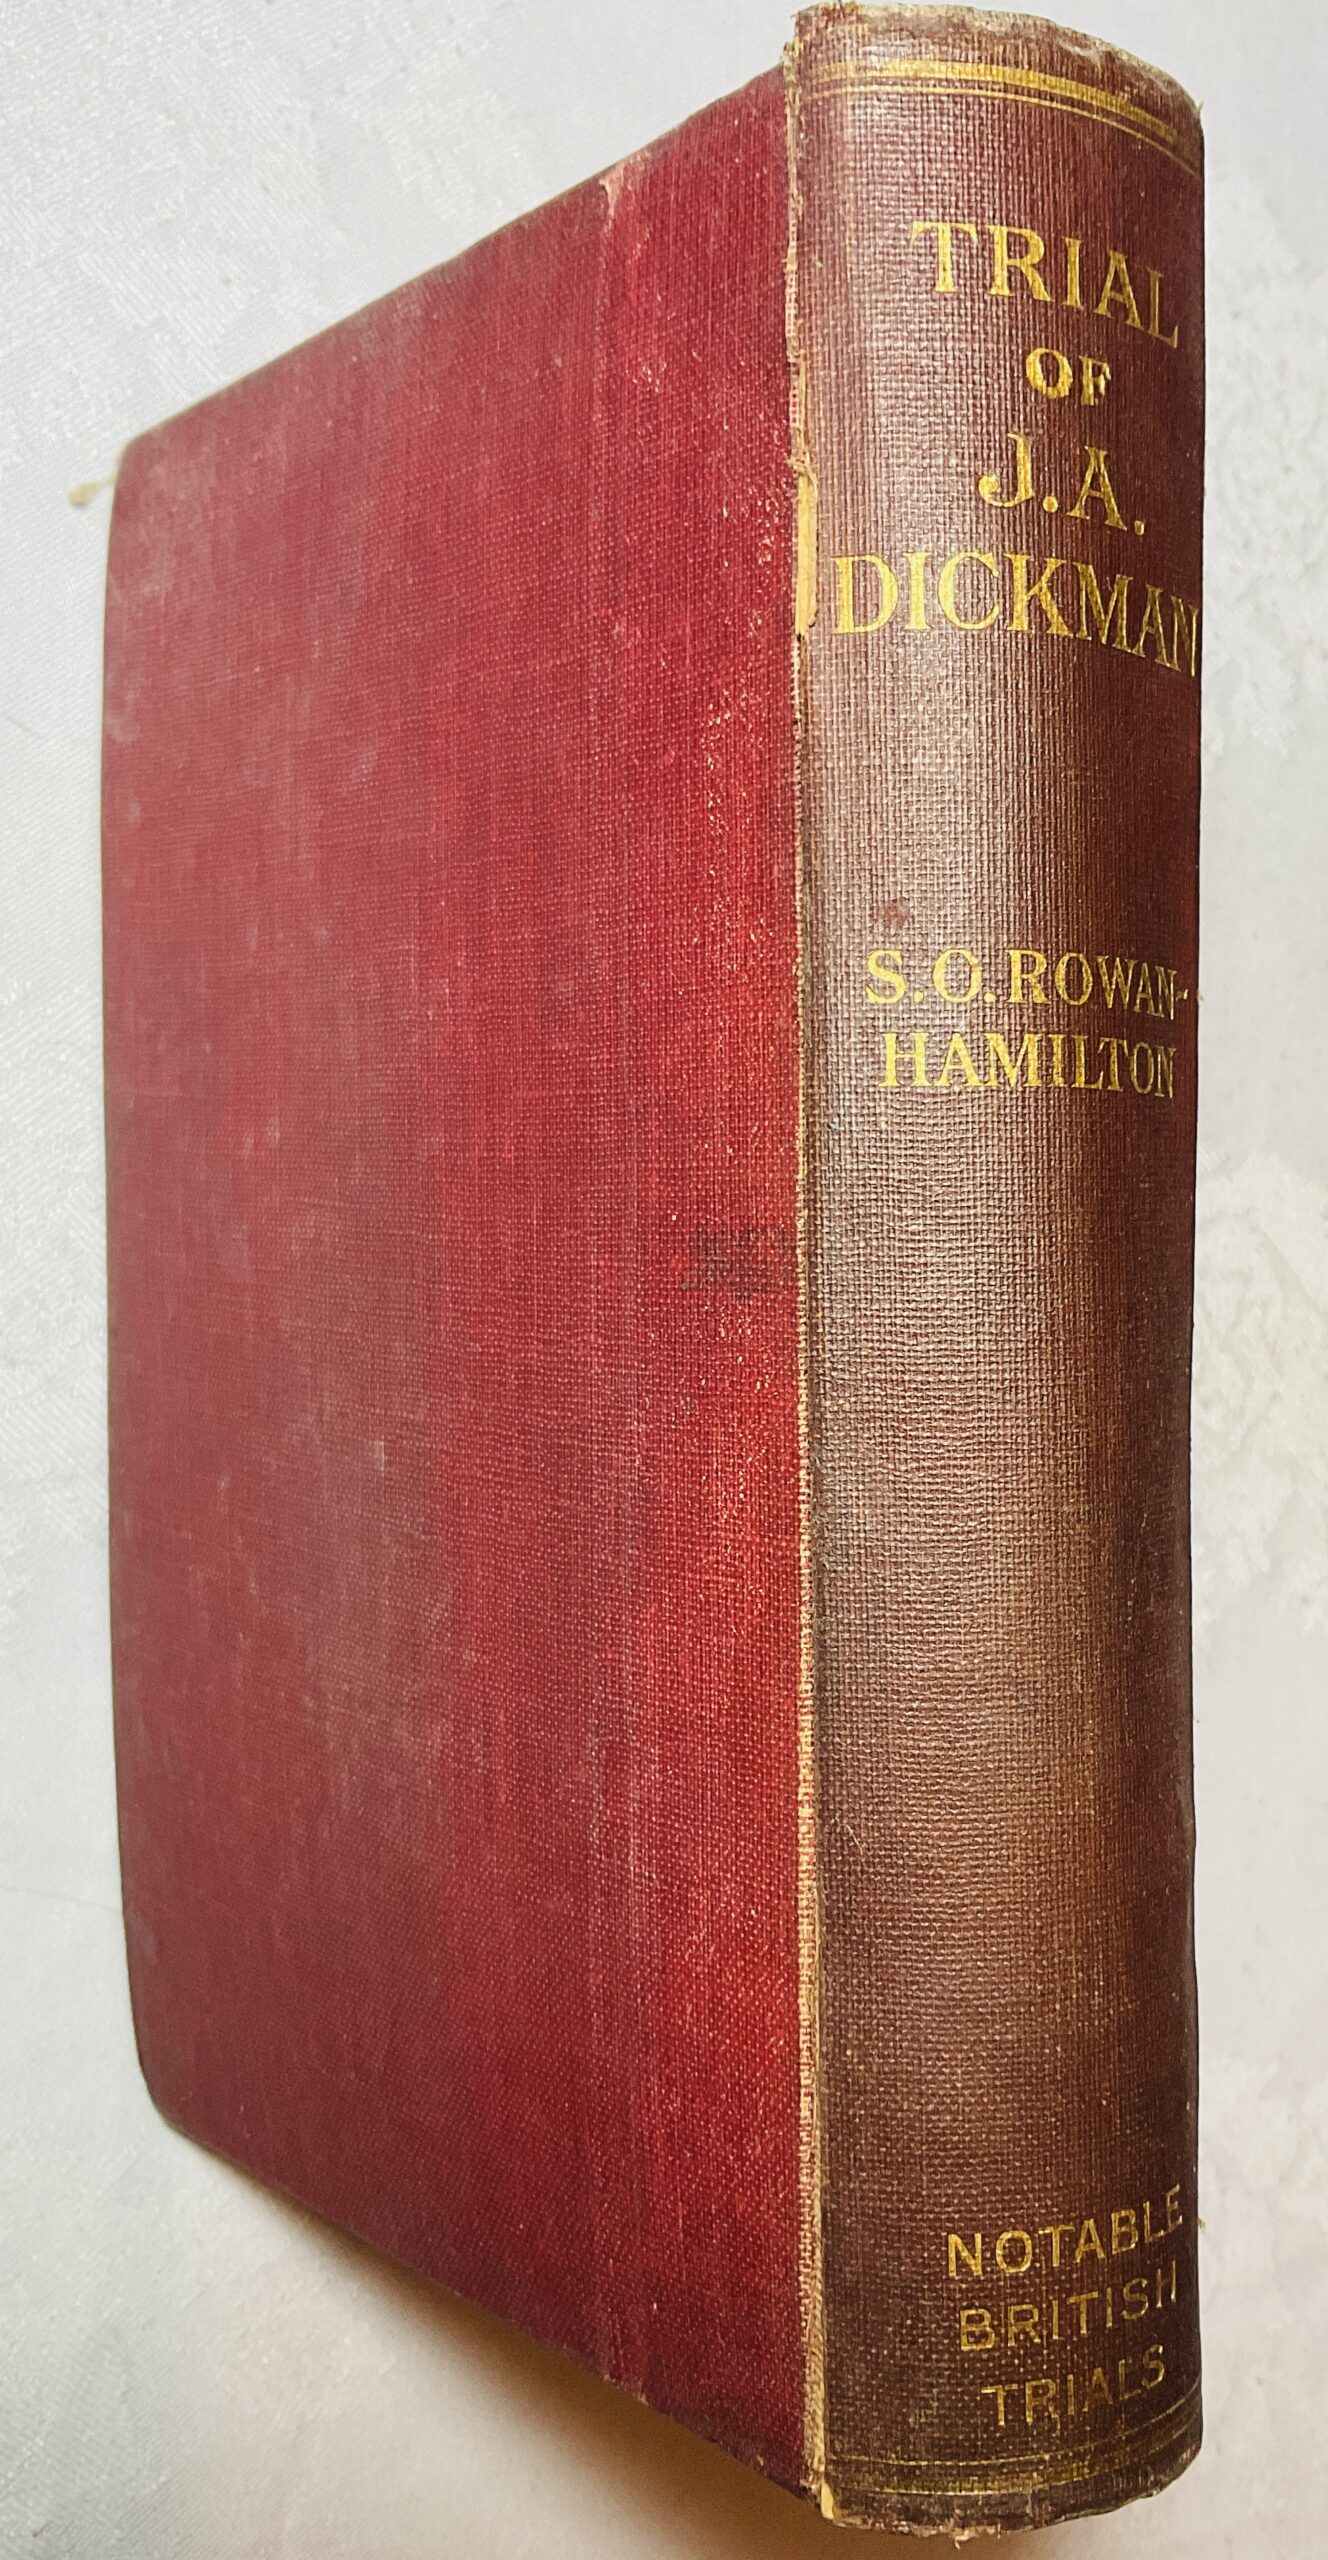 TRIAL
OF
J.A.
DICKMAN
S.O.ROWAN-
HAMILTON
NOTABLE
BRITISH
TRIALS